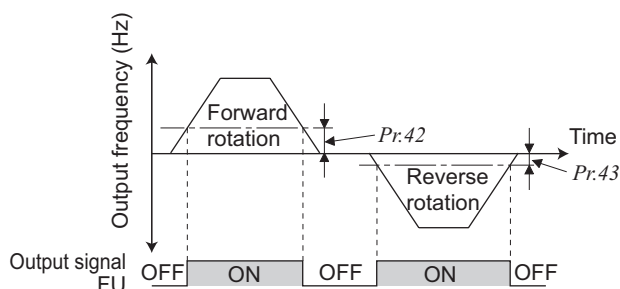 Output frequency (Hz)
Forward
rotation
Pr.42
Time
Pr.43
Reverse
rotation
Output signal
OFF ON OFF ON OFF